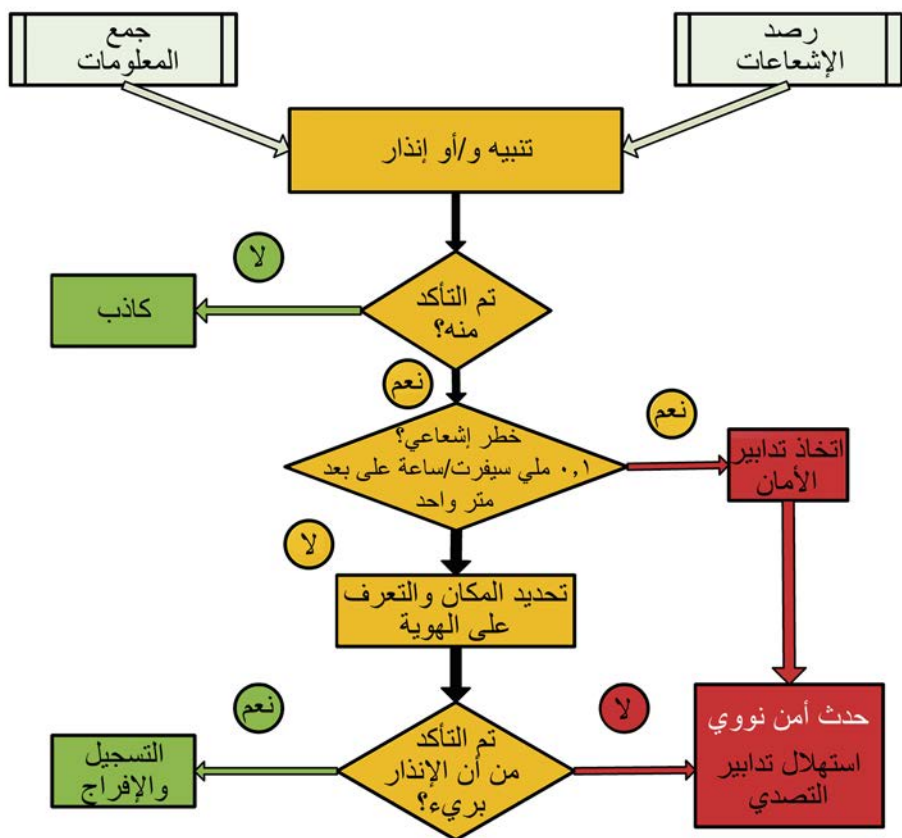 رصد
الإشعاعات
جمع
المعلومات
تنبيه و/أو إنذار
لا
تم التأكد
منه؟
كاذب
نعم
نعم
خطر إشعاعي؟
٠,١ ملي سيفرت/ساعة على بعد
متر واحد
اتخاذ تدابير
الأمان
لا
تحديد المكان والتعرف
على الهوية
نعم
لا
تم التأكد
من أن الإنذار
بريء؟
حدث أمن نووي
استهلال تدابير
التصدي
التسجيل
والإفراج